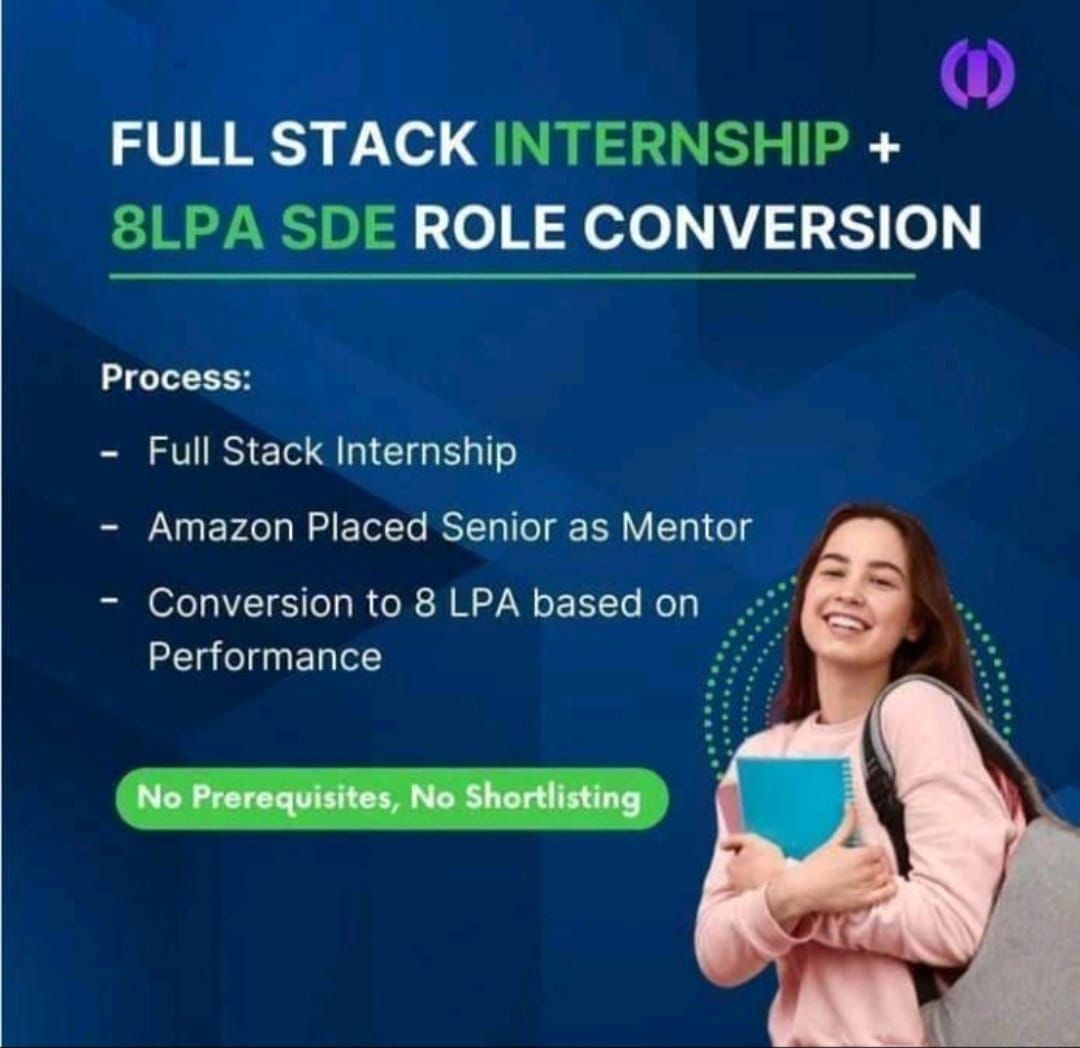 FULL STACK INTERNSHIP +
8LPA SDE ROLE CONVERSION
Process:
- Full Stack Internship
- Amazon Placed Senior as Mentor
- Conversion to 8 LPA based on
Performance
No Prerequisites, No Shortlisting